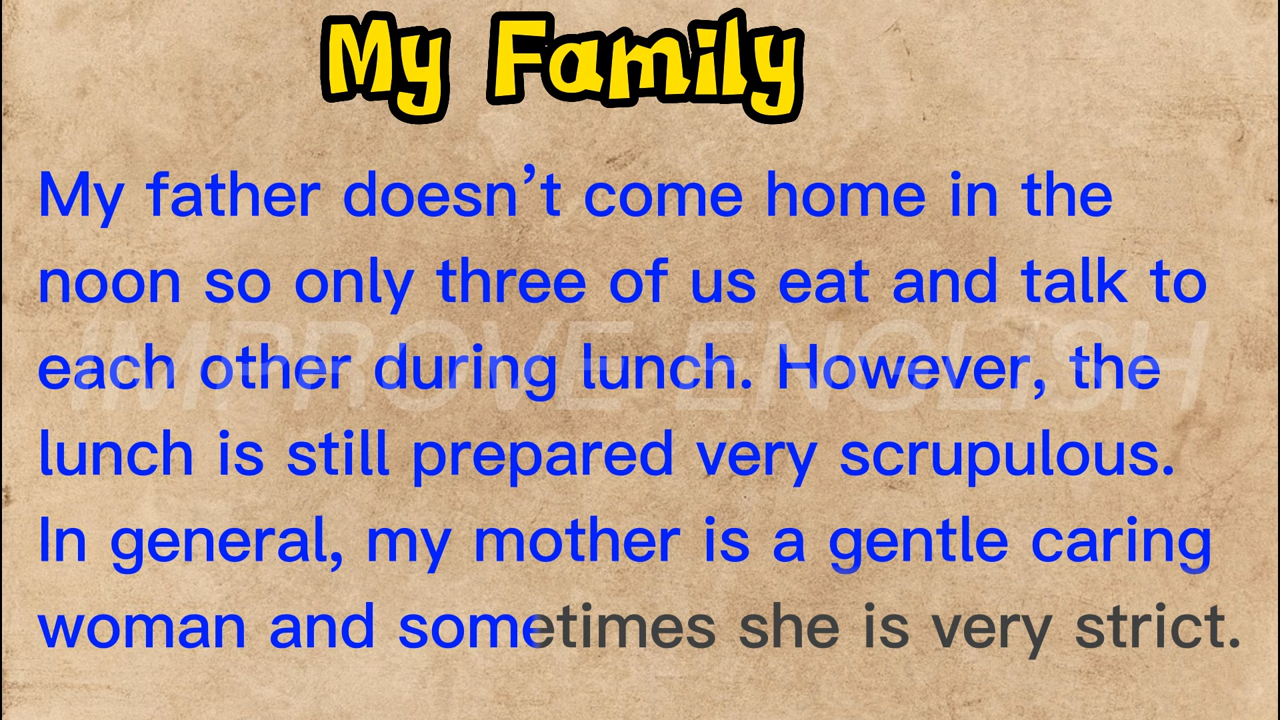 My Family
My father doesn’t come home in the
noon so only three of us eat and talk to
IMPROVE ENGLISH
each other during lunch. However, the
lunch is still prepared very scrupulous.
In general, my mother is a gentle caring
woman and sometimes she is very strict.